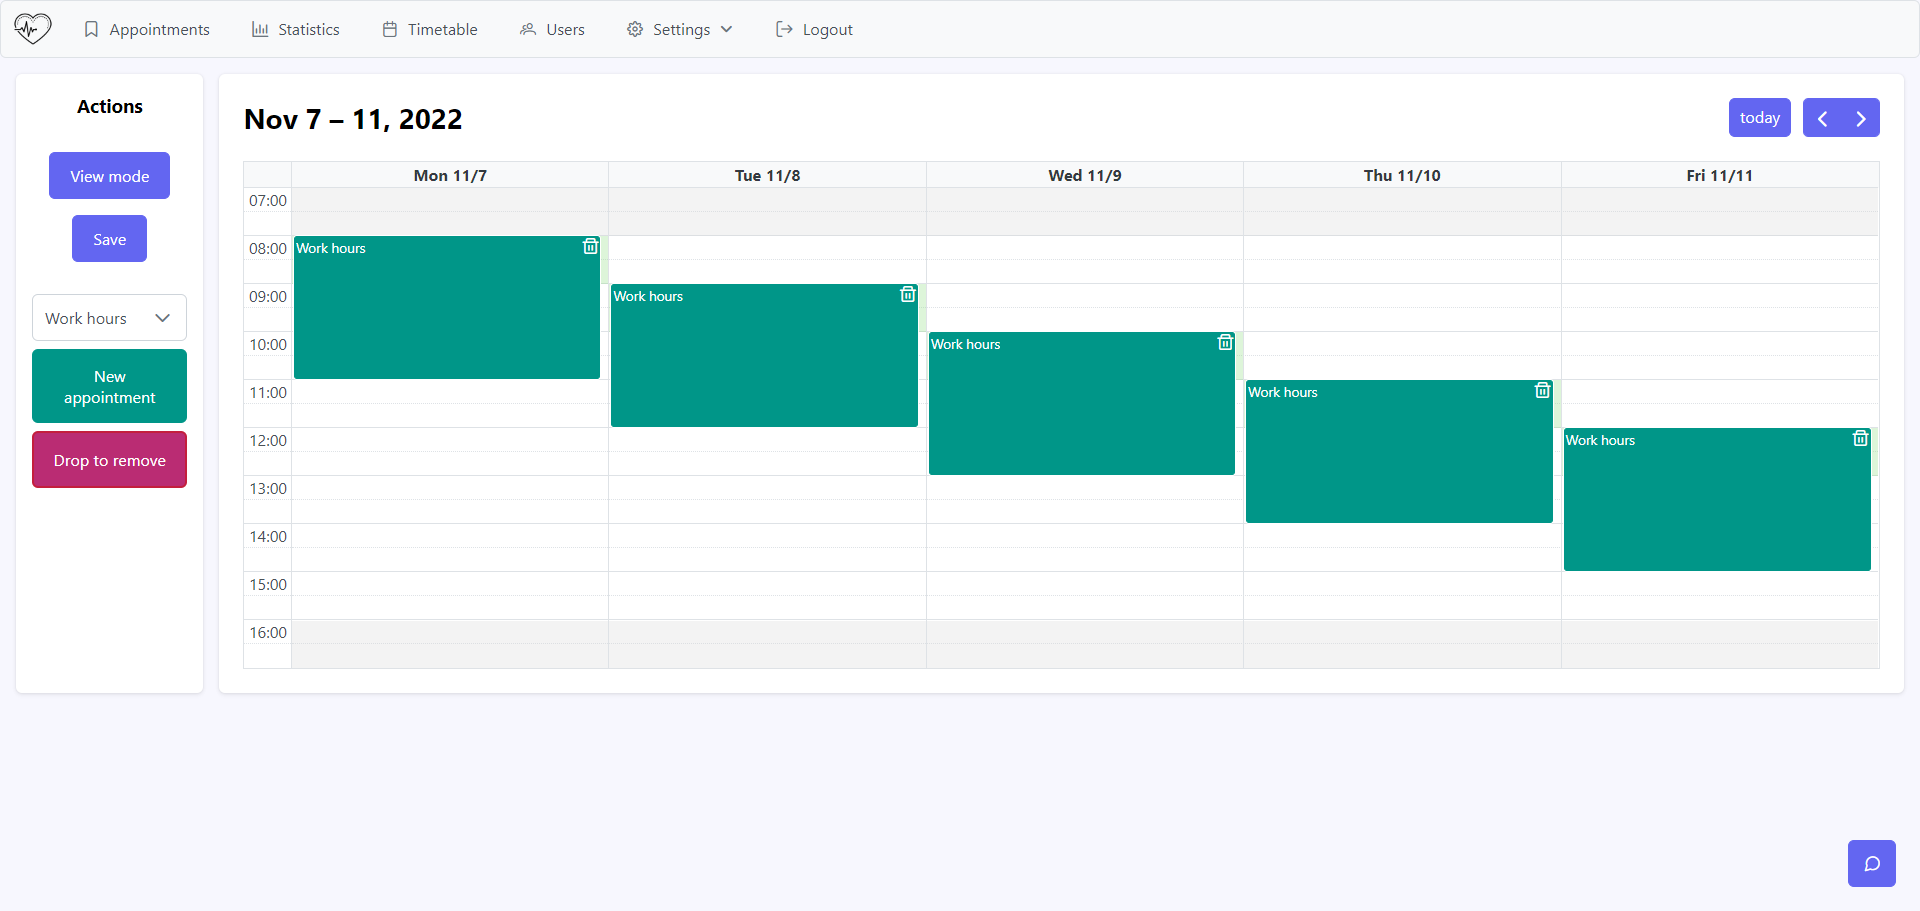 Appointments
Statistics
Timetable
Users
Settings
Logout
Actions
View mode
Save
Work hours
New
appointment
Drop to remove
Nov 7 – 11, 2022
today
Mon 11/7
Tue 11/8
Wed 11/9
Thu 11/10
Fri 11/11
07:00
08:00
09:00
10:00
11:00
12:00
13:00
14:00
15:00
16:00
Work hours
Work hours
Work hours
Work hours
Work hours